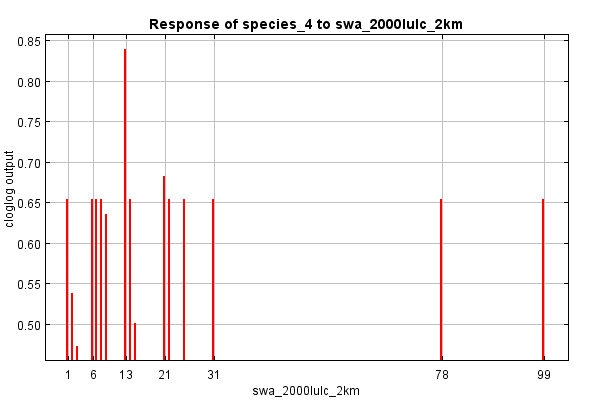 Response of species_4 to swa_2000lulc_2km
cloglog output
0.85
0.80
0.75
0.70
0.65
0.60
0.55
0.50
1 6 13 21 31 78 99
swa_2000lulc_2km